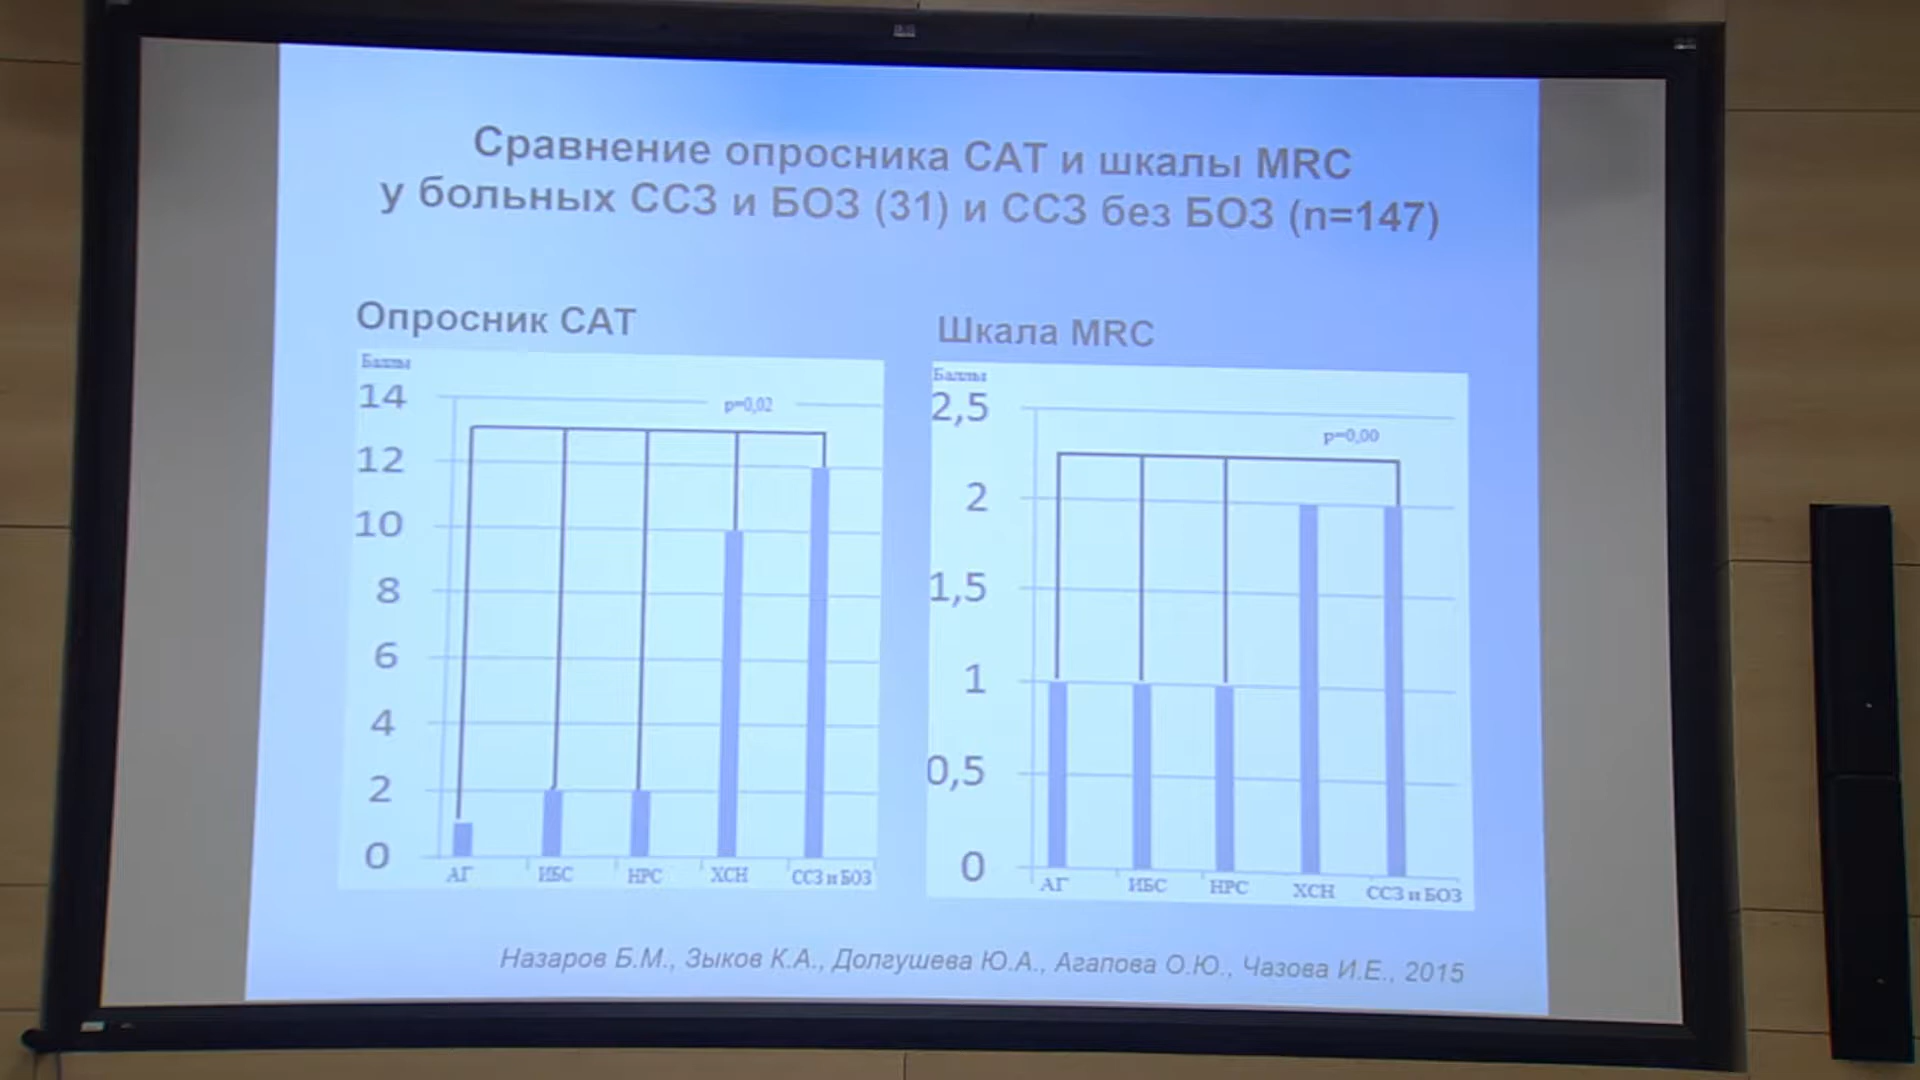 Сравнение опросника САТ и шкалы MRC
у больных ССЗ и БОЗ (31) и ССЗ без БОЗ (n=147)
Опросник САТ
Баллы
14
p=0,02
12
10
8
6
4
2
0
АГ ИБС НРС ХСН ССЗ и БОЗ
Шкала MRC
Баллы
2,5
p=0,00
2
1,5
1
0,5
0
АГ ИБС НРС ХСН ССЗ и БОЗ
Назаров Б.М., Зыков К.А., Долгушева Ю.А., Агапова О.Ю., Чазова И.Е., 2015